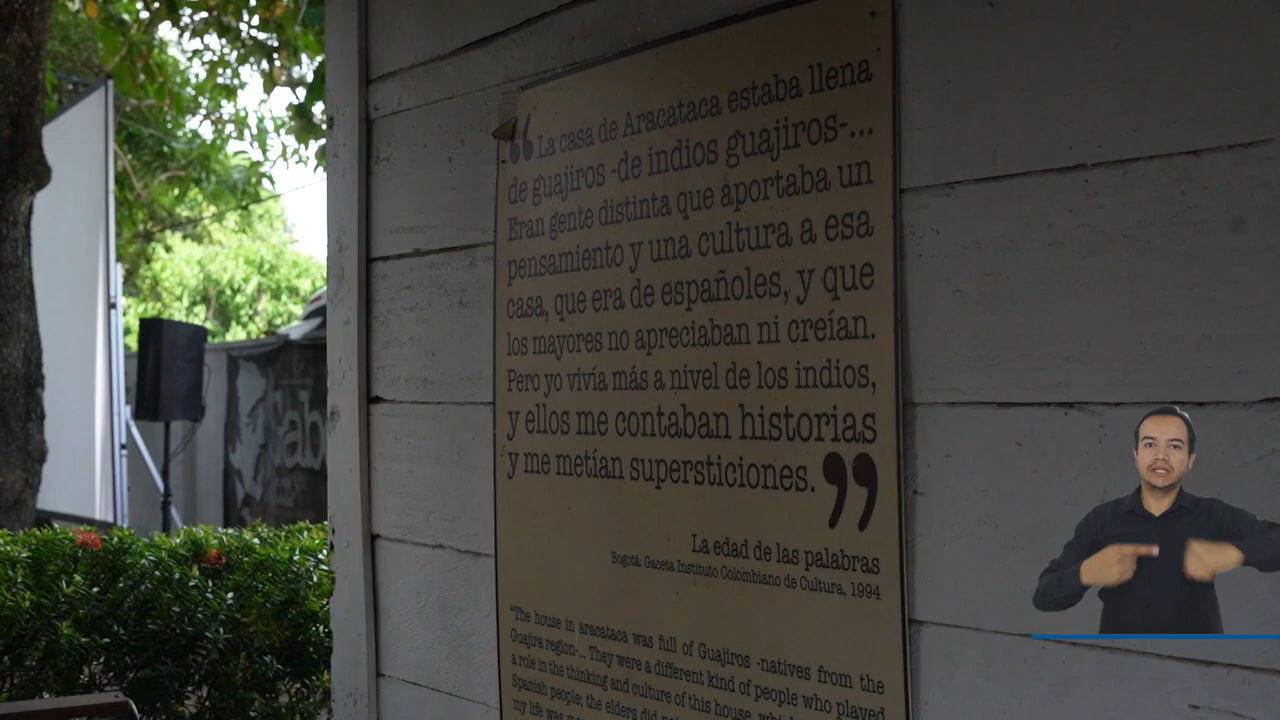 “La casa de Aracataca estaba llena
de guajiros -de indios guajiros-...
Eran gente distinta que aportaba un
pensamiento y una cultura a esa
casa, que era de españoles, y que
los mayores no apreciaban ni creían.
Pero yo vivía más a nivel de los indios,
y ellos me contaban historias
y me metían supersticiones.”
La edad de las palabras
Bogotá: Gaceta Instituto Colombiano de Cultura, 1994
"The house in aracataca was full of Guajiros -natives from the
Guajira region-... They were a different kind of people who played
a role in the thinking and culture of this house, which
Spanish people; the elders did
my life was